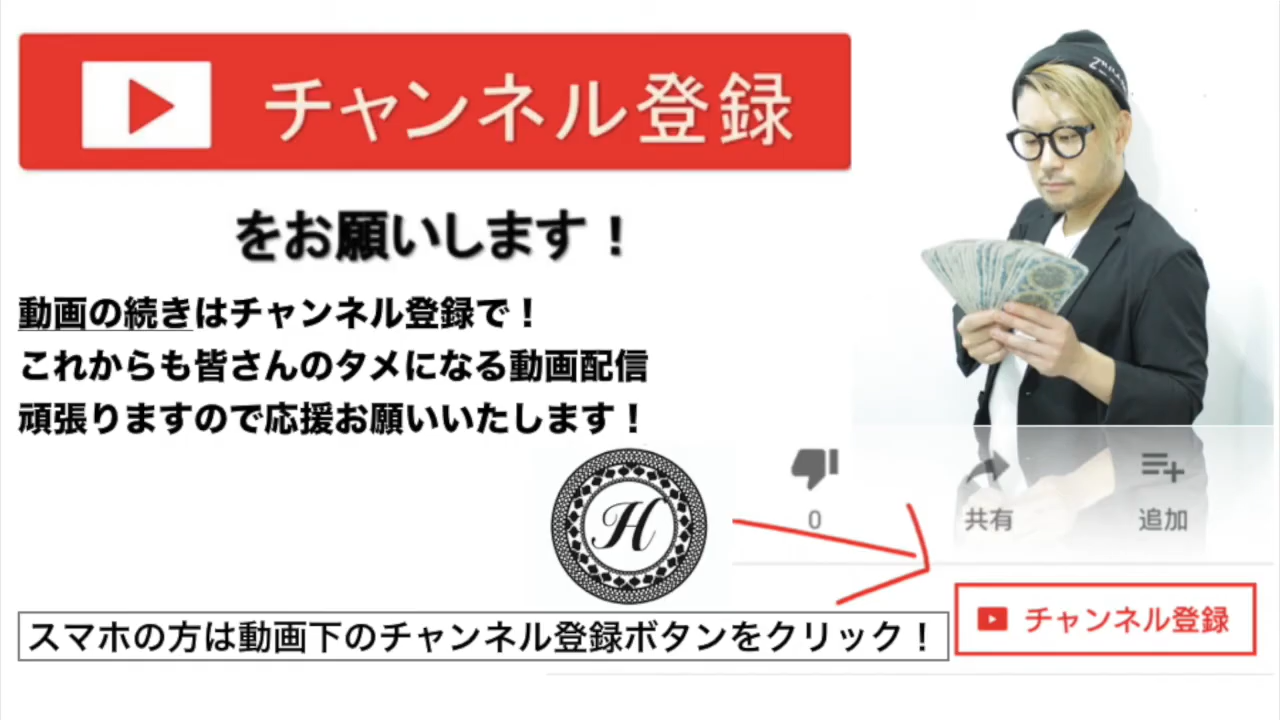 チャンネル登録
をお願いします！
動画の続きはチャンネル登録で！
これからも皆さんのタメになる動画配信
頑張りますので応援お願いいたします！
H
0
共有
追加
チャンネル登録
スマホの方は動画下のチャンネル登録ボタンをクリック！